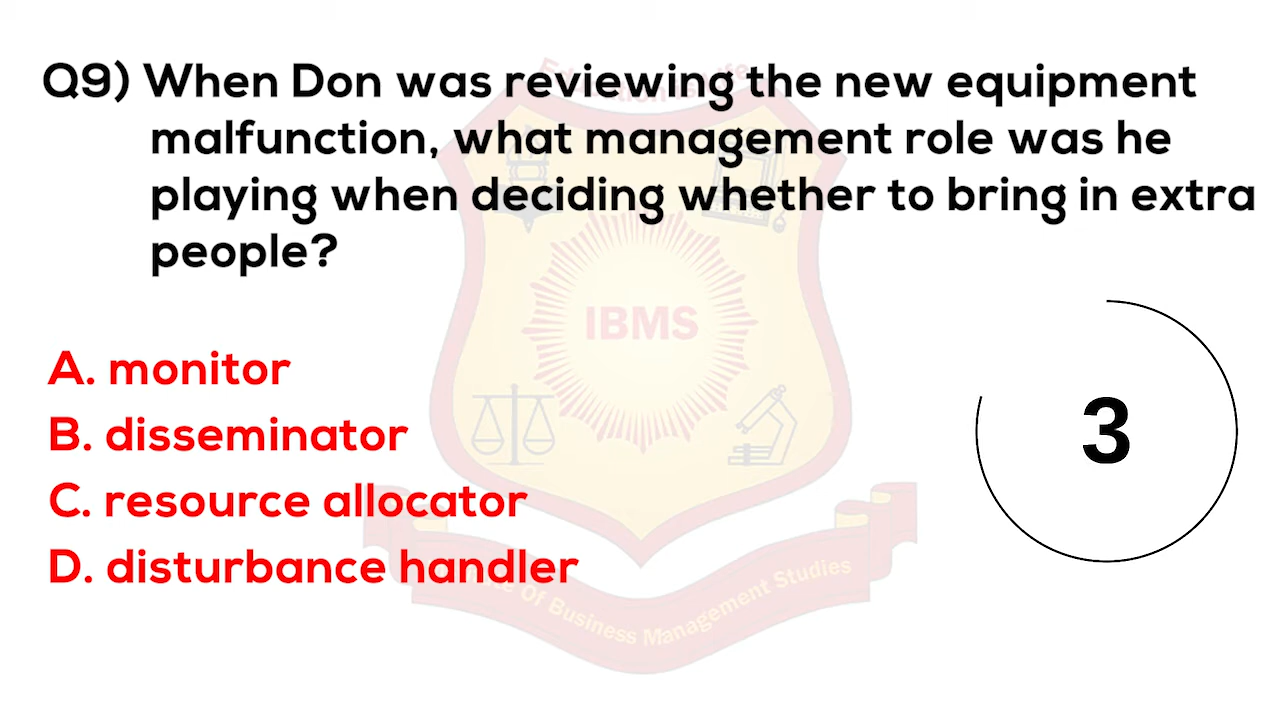 Q9) When Don was reviewing the new equipment
malfunction, what management role was he
playing when deciding whether to bring in extra
people?
IBMS
A. monitor
B. disseminator
C. resource allocator
D. disturbance handler
3
Of Business Management Studies